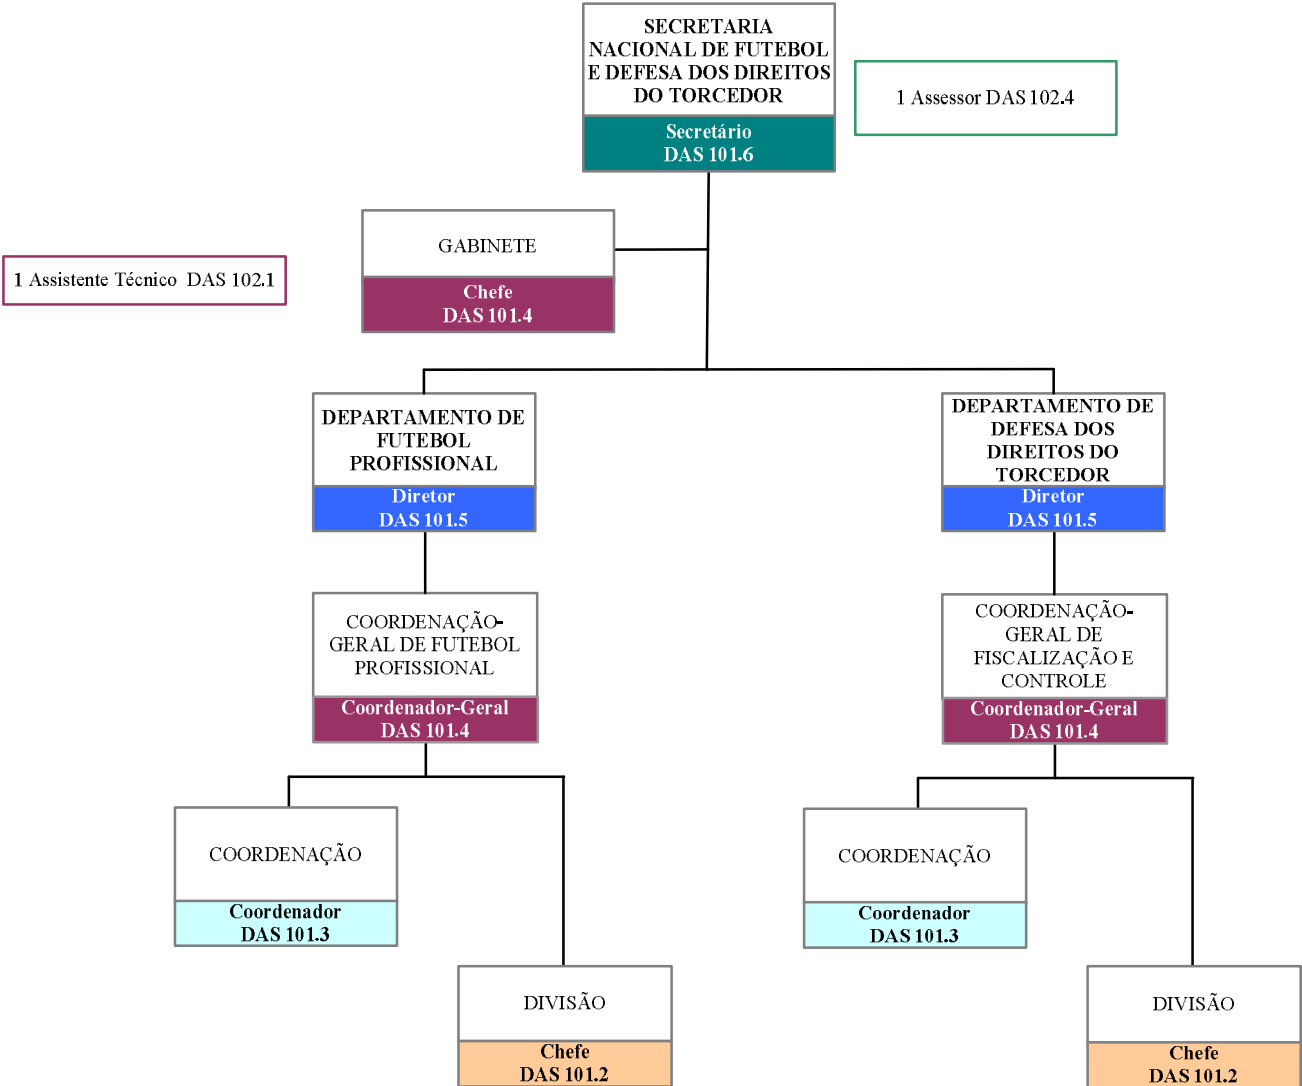 SECRETARIA
NACIONAL DE FUTEBOL
E DEFESA DOS DIREITOS
DO TORCEDOR
Secretário
DAS 101.6
1 Assessor DAS 102.4
GABINETE
Chefe
DAS 101.4
1 Assistente Técnico DAS 102.1
DEPARTAMENTO DE
FUTEBOL
PROFISSIONAL
Diretor
DAS 101.5
DEPARTAMENTO DE
DEFESA DOS
DIREITOS DO
TORCEDOR
Diretor
DAS 101.5
COORDENAÇÃO-
GERAL DE FUTEBOL
PROFISSIONAL
Coordenador-Geral
DAS 101.4
COORDENAÇÃO-
GERAL DE
FISCALIZAÇÃO E
CONTROLE
Coordenador-Geral
DAS 101.4
COORDENAÇÃO
Coordenador
DAS 101.3
COORDENAÇÃO
Coordenador
DAS 101.3
DIVISÃO
Chefe
DAS 101.2
DIVISÃO
Chefe
DAS 101.2